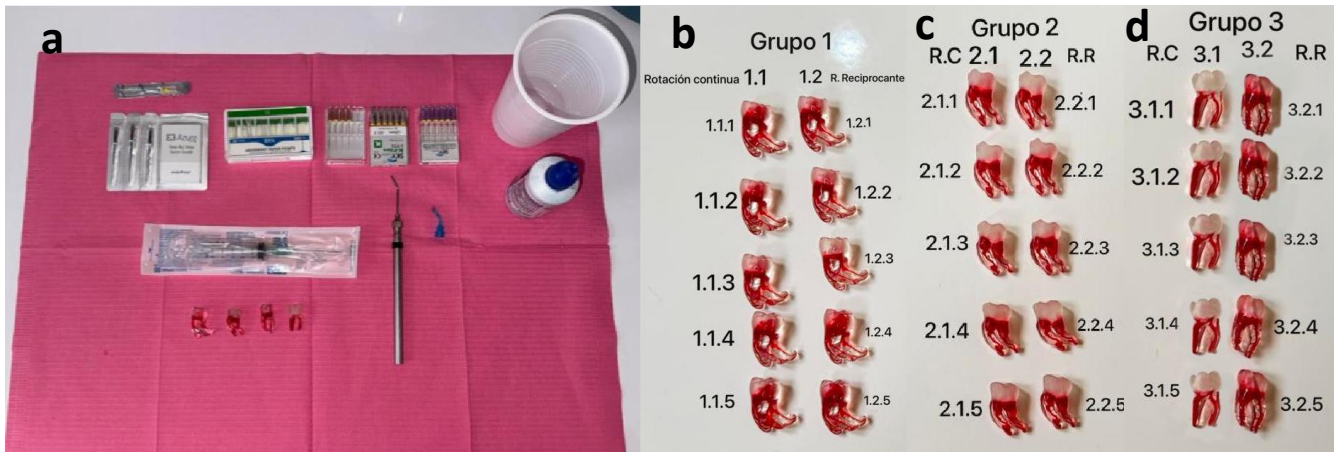 a
b
Grupo 1
Rotación continua 1.1 1.2 R. Reciprocante
1.1.1 1.2.1
1.1.2 1.2.2
1.1.3 1.2.3
1.1.4 1.2.4
1.1.5 1.2.5
c
Grupo 2
R.C 2.1 2.2 R.R
2.1.1 2.2.1
2.1.2 2.2.2
2.1.3 2.2.3
2.1.4 2.2.4
2.1.5 2.2.5
d
Grupo 3
R.C 3.1 3.2 R.R
3.1.1 3.2.1
3.1.2 3.2.2
3.1.3 3.2.3
3.1.4 3.2.4
3.1.5 3.2.5